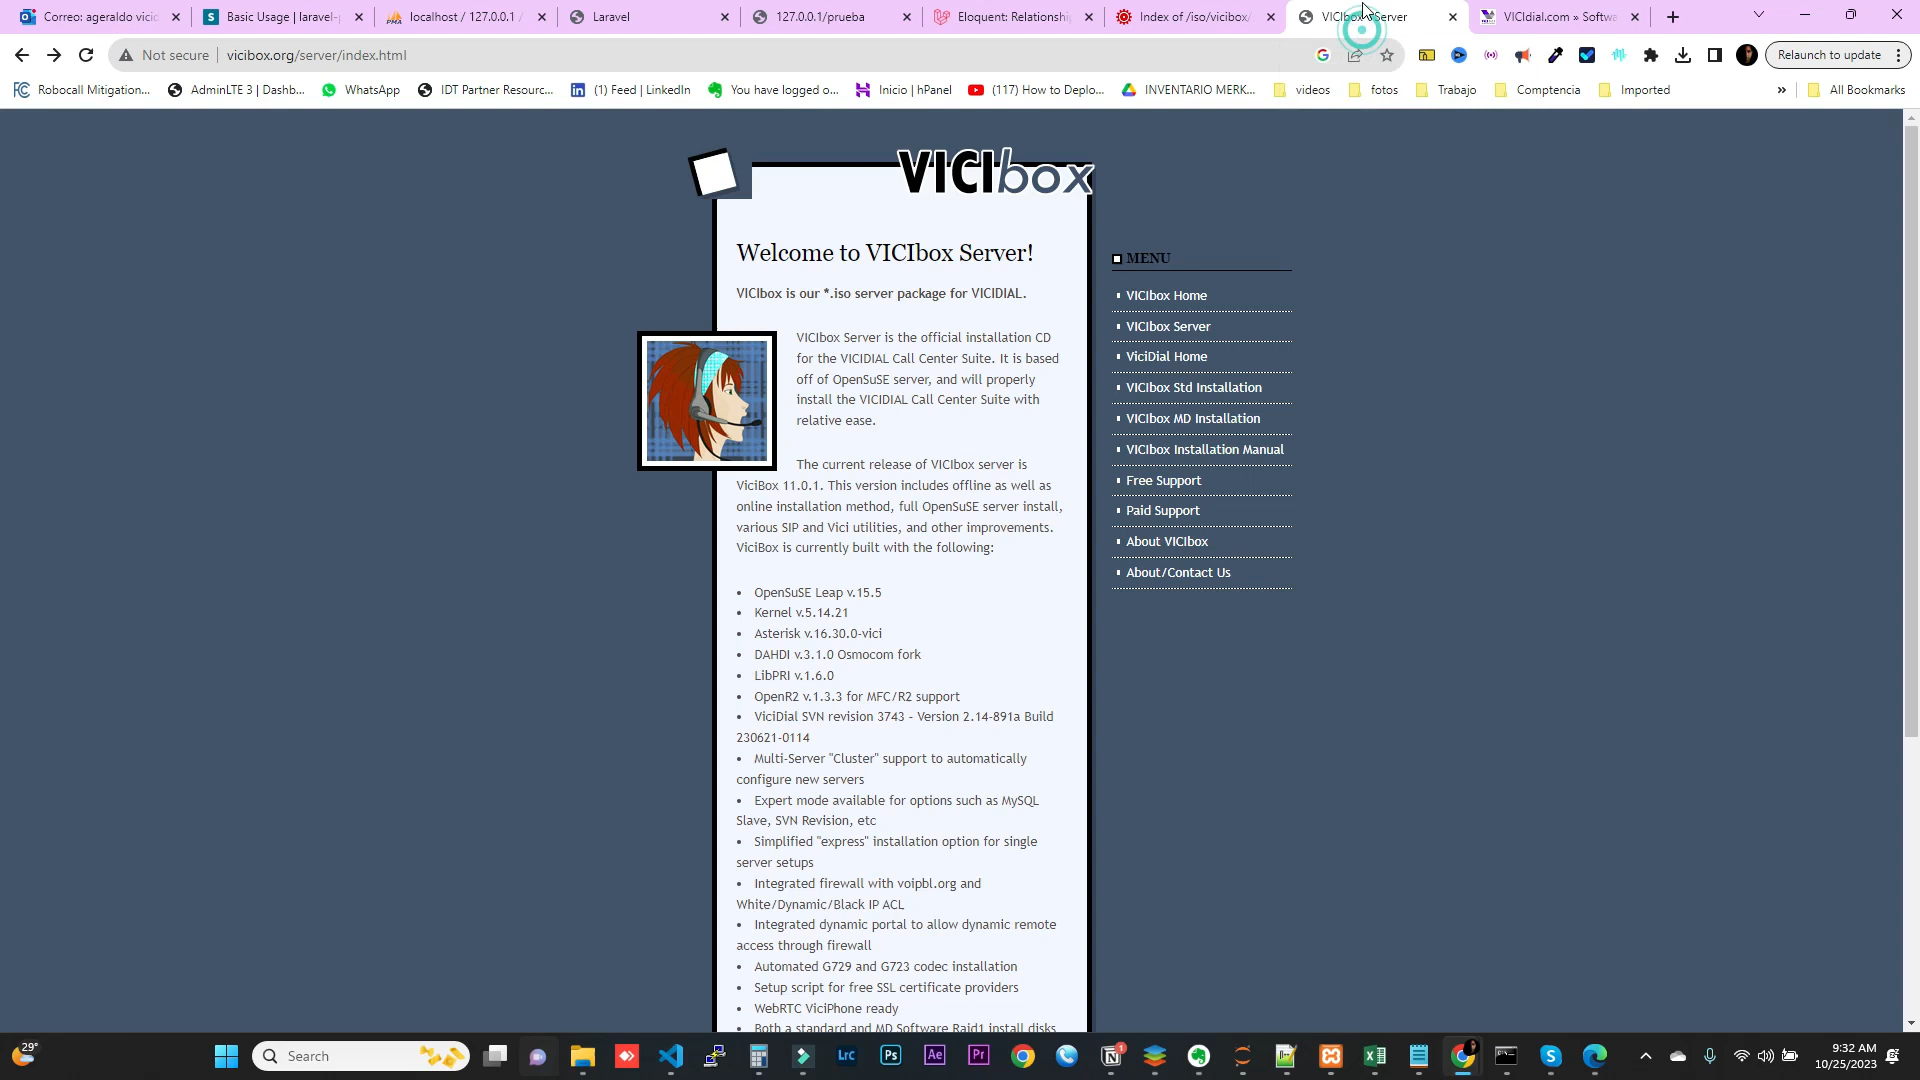 Correo: ageraldo vicid
Basic Usage | laravel-p
localhost / 127.0.0.1 /
Laravel
127.0.0.1/prueba
Eloquent: Relationship
Index of /iso/vicibox/
VICIbox Server
VICIdial.com » Softwa
Not secure
vicibox.org/server/index.html
Relaunch to update
Robocall Mitigation...
AdminLTE 3 | Dashb...
WhatsApp
IDT Partner Resourc...
(1) Feed | LinkedIn
You have logged o...
Inicio | hPanel
(117) How to Deplo...
INVENTARIO MERK...
videos
fotos
Trabajo
Comptencia
Imported
»
All Bookmarks
VICIbox
Welcome to VICIbox Server!
VICIbox is our *.iso server package for VICIDIAL.
VICIbox Server is the official installation CD
for the VICIDIAL Call Center Suite. It is based
off of OpenSuSE server, and will properly
install the VICIDIAL Call Center Suite with
relative ease.
The current release of VICIbox server is
ViciBox 11.0.1. This version includes offline as well as
online installation method, full OpenSuSE server install,
various SIP and Vici utilities, and other improvements.
ViciBox is currently built with the following:
• OpenSuSE Leap v.15.5
• Kernel v.5.14.21
• Asterisk v.16.30.0-vici
• DAHDI v.3.1.0 Osmocom fork
• LibPRI v.1.6.0
• OpenR2 v.1.3.3 for MFC/R2 support
• ViciDial SVN revision 3743 - Version 2.14-891a Build
230621-0114
• Multi-Server "Cluster" support to automatically
configure new servers
• Expert mode available for options such as MySQL
Slave, SVN Revision, etc
• Simplified "express" installation option for single
server setups
• Integrated firewall with voipbl.org and
White/Dynamic/Black IP ACL
• Integrated dynamic portal to allow dynamic remote
access through firewall
• Automated G729 and G723 codec installation
• Setup script for free SSL certificate providers
• WebRTC ViciPhone ready
• Both a standard and MD Software Raid1 install disks
MENU
VICIbox Home
VICIbox Server
ViciDial Home
VICIbox Std Installation
VICIbox MD Installation
VICIbox Installation Manual
Free Support
Paid Support
About VICIbox
About/Contact Us
29°
Search
Lrc
Ps
Ae
Pr
9:32 AM
10/25/2023